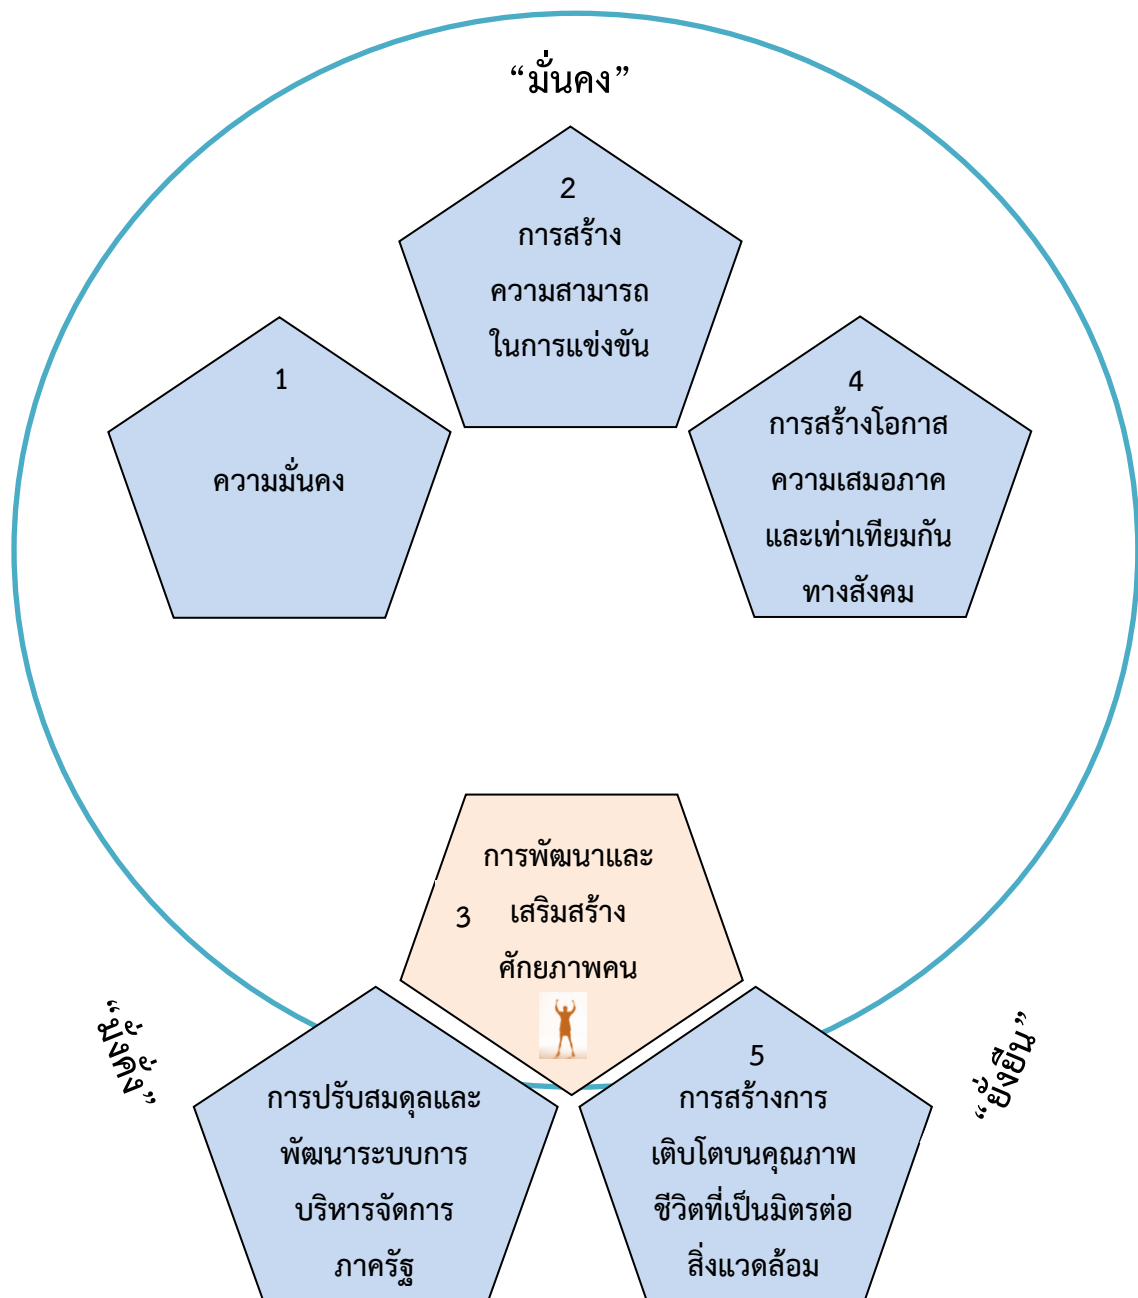 “มั่นคง”
2
การสร้าง
ความสามารถ
ในการแข่งขัน
1
ความมั่นคง
4
การสร้างโอกาส
ความเสมอภาค
และเท่าเทียมกัน
ทางสังคม
การพัฒนาและ
3 เสริมสร้าง
ศักยภาพคน
“มั่งคั่ง”
“ยั่งยืน”
การปรับสมดุลและ
พัฒนาระบบการ
บริหารจัดการ
ภาครัฐ
5
การสร้างการ
เติบโตบนคุณภาพ
ชีวิตที่เป็นมิตรต่อ
สิ่งแวดล้อม